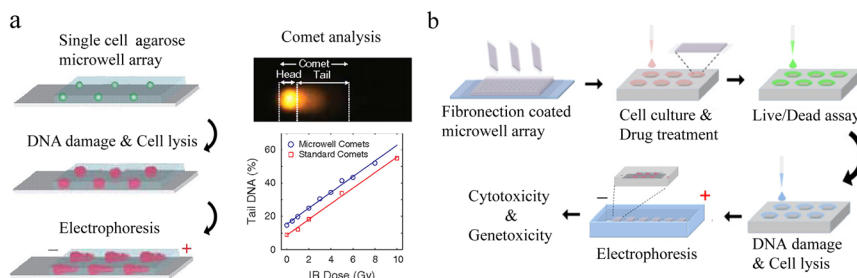 a
Single cell agarose
microwell array
DNA damage & Cell lysis
Electrophoresis
− +
Comet analysis
Comet
Head Tail
Microwell Comets
Standard Comets
Tail DNA (%)
80
60
40
20
0
0 2 4 6 8 10
IR Dose (Gy)
b
Fibronection coated
microwell array
Cell culture &
Drug treatment
Live/Dead assay
DNA damage
& Cell lysis
− +
Electrophoresis
Cytotoxicity
&
Genotoxicity